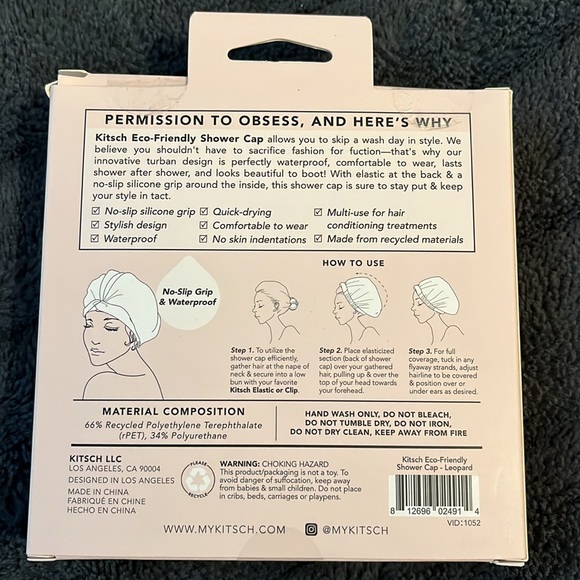 PERMISSION TO OBSESS, AND HERE'S WHY
Kitsch Eco-Friendly Shower Cap allows you to skip a wash day in style. We
believe you shouldn't have to sacrifice fashion for fuction—that's why our
innovative turban design is perfectly waterproof, comfortable to wear, lasts
shower after shower, and looks beautiful to boot! With elastic at the back & a
no-slip silicone grip around the inside, this shower cap is sure to stay put & keep
your style in tact.
☑ No-slip silicone grip ☑ Quick-drying ☑ Multi-use for hair
☑ Stylish design ☑ Comfortable to wear conditioning treatments
☑ Waterproof ☑ No skin indentations ☑ Made from recycled materials
HOW TO USE
No-Slip Grip
& Waterproof
Step 1. To utilize the
shower cap efficiently,
gather hair at the nape of
neck & secure into a low
bun with your favorite
Kitsch Elastic or Clip.
Step 2. Place elasticized
section (back of shower
cap) over your gathered
hair, pulling up & over the
top of your head towards
your forehead.
Step 3. For full
coverage, tuck in any
flyaway strands, adjust
hairline to be covered
& position over or
under ears as desired.
MATERIAL COMPOSITION
66% Recycled Polyethylene Terephthalate
(rPET), 34% Polyurethane
HAND WASH ONLY, DO NOT BLEACH,
DO NOT TUMBLE DRY, DO NOT IRON,
DO NOT DRY CLEAN, KEEP AWAY FROM FIRE
KITSCH LLC
LOS ANGELES, CA 90004
DESIGNED IN LOS ANGELES
MADE IN CHINA
FABRIQUÉ EN CHINE
HECHO EN CHINA
PLEASE
RECYCLE
WARNING: CHOKING HAZARD
This product/packaging is not a toy. To
avoid danger of suffocation, keep away
from babies & small children. Do not place
in cribs, beds, carriages or playpens.
Kitsch Eco-Friendly
Shower Cap - Leopard
8 12696 02491 4
VID: 1052
WWW.MYKITSCH.COM @MYKITSCH